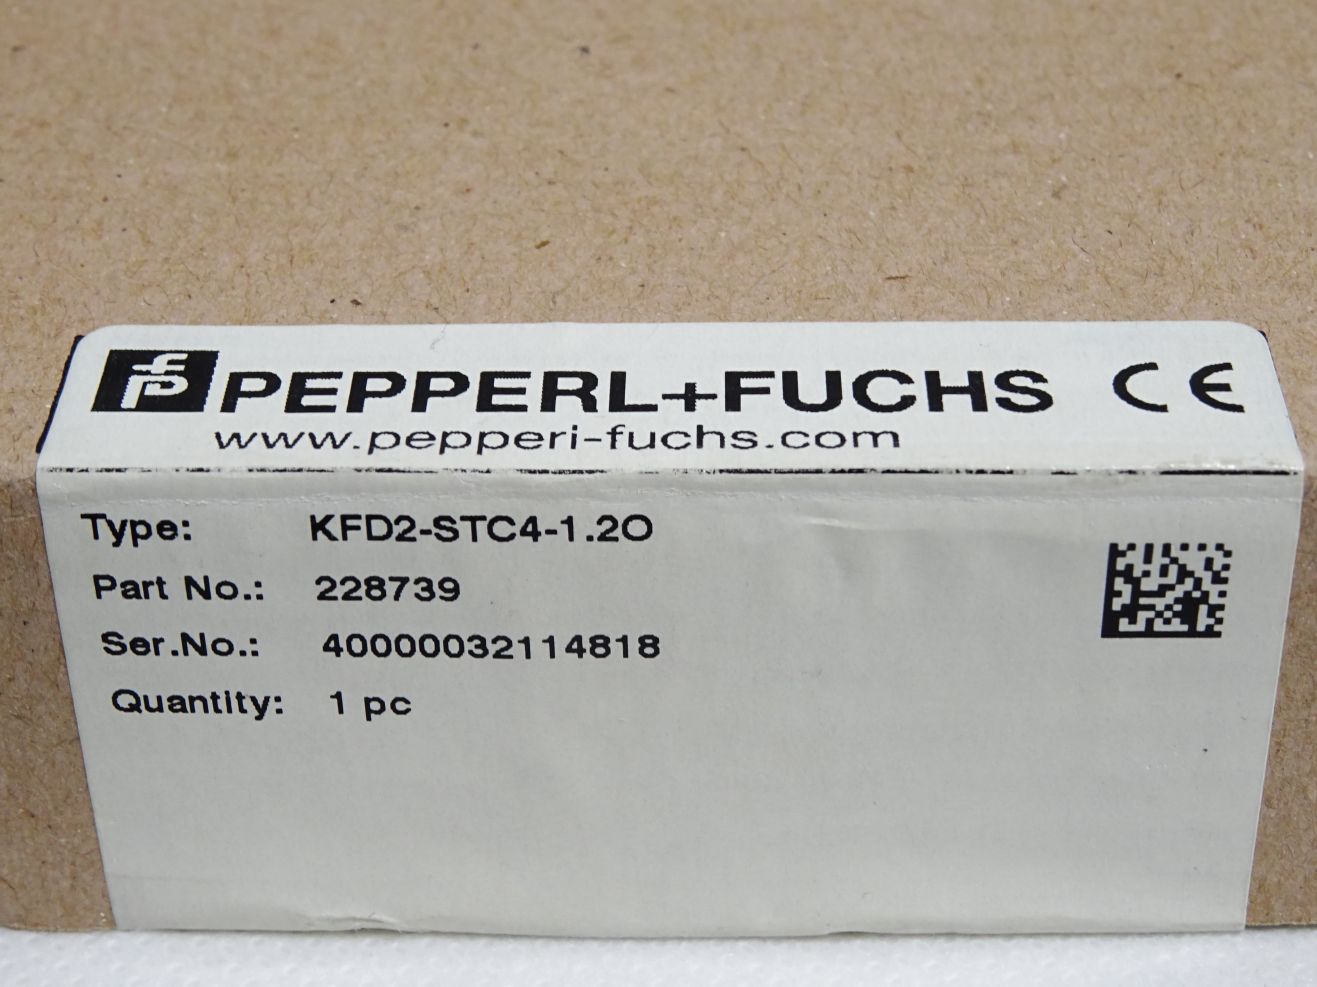 PEPPERL+FUCHS CE
www.pepperl-fuchs.com
Type: KFD2-STC4-1.2O
Part No.: 228739
Ser.No.: 40000032114818
Quantity: 1 pc